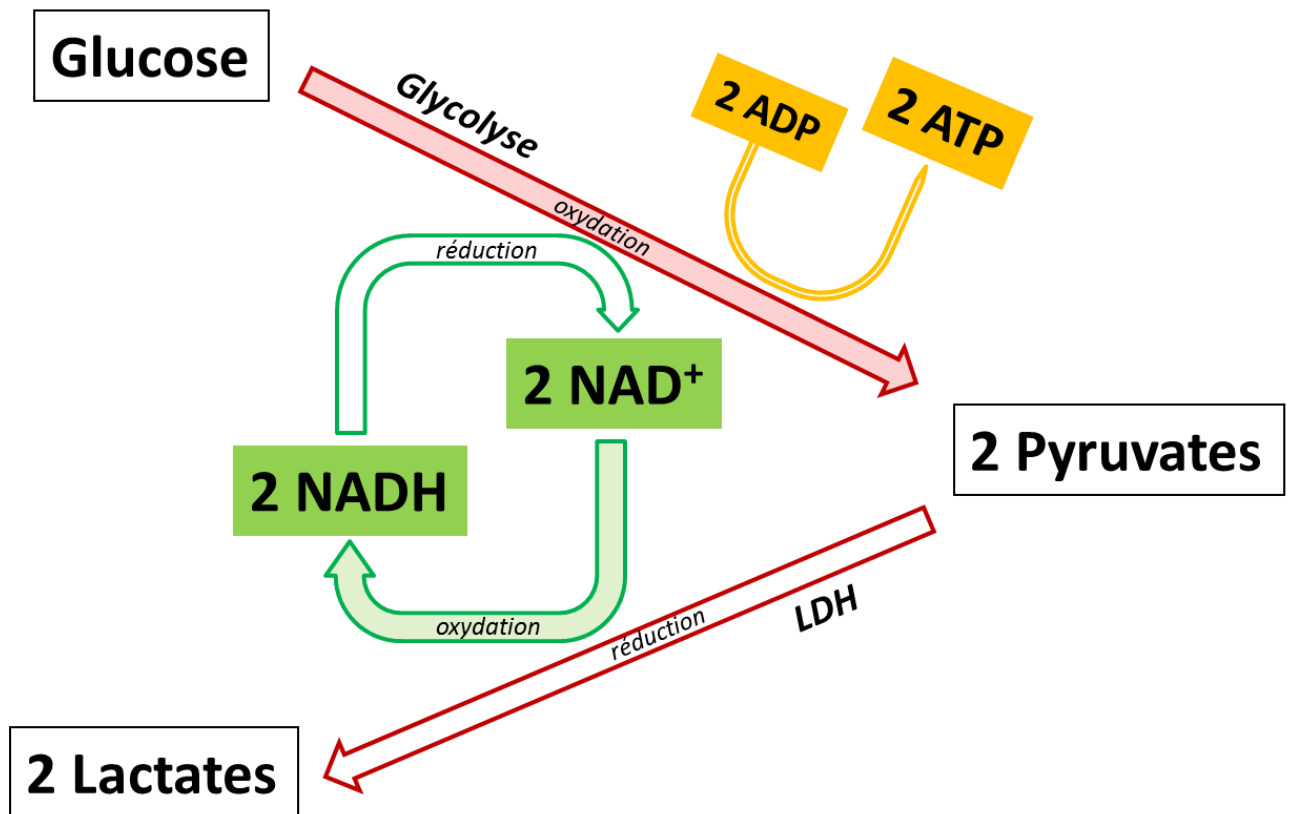 Glucose
Glycolyse
2 ADP
2 ATP
oxydation
réduction
2 NAD⁺
2 NADH
2 Pyruvates
oxydation
réduction
LDH
2 Lactates